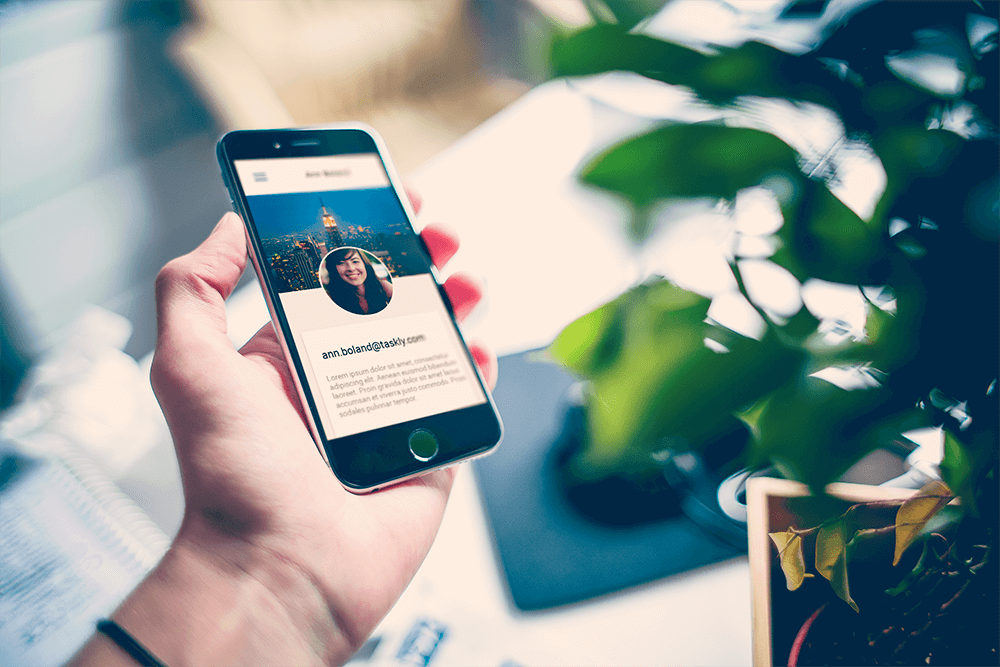 Ann Boland
ann.boland@taskly.com
Lorem ipsum dolor sit amet, consectetur
adipiscing elit. Aenean euismod bibendum
laoreet. Proin gravida dolor sit amet lacus
accumsan et viverra justo commodo. Proin
sodales pulvinar tempor.